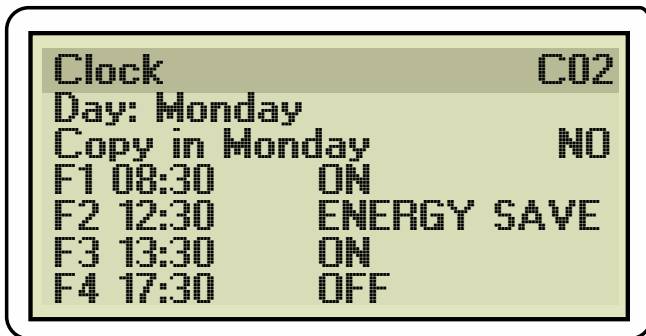 Clock C02
Day: Monday
Copy in Monday NO
F1 08:30 ON
F2 12:30 ENERGY SAVE
F3 13:30 ON
F4 17:30 OFF